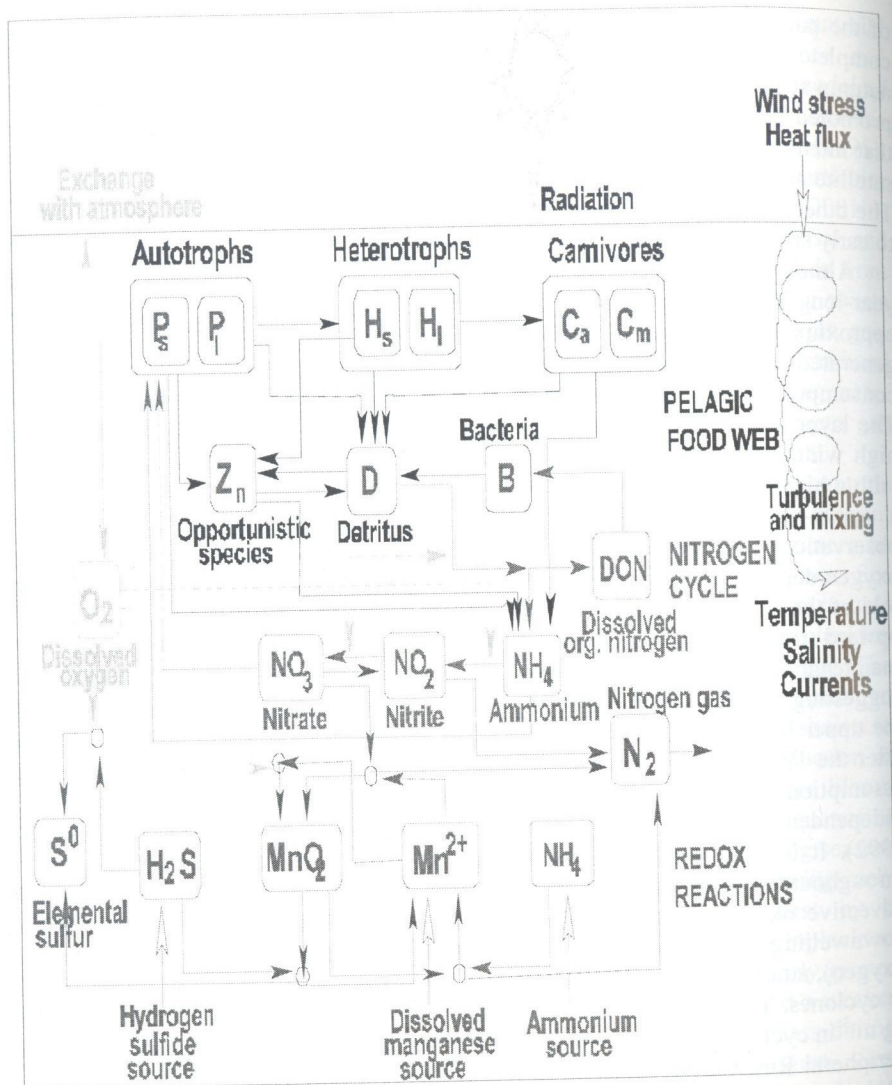 Wind stress
Heat flux
Exchange
with atmosphere
Radiation
Autotrophs
Heterotrophs
Carnivores
Ps
Pl
Hs
Hl
Ca
Cm
PELAGIC
FOOD WEB
Bacteria
Zn
D
B
Turbulence
and mixing
Opportunistic
species
Detritus
DON
NITROGEN
CYCLE
O2
Dissolved
oxygen
Dissolved
org. nitrogen
Temperature
Salinity
Currents
NO3
NO2
NH4
Nitrate
Nitrite
Ammonium
Nitrogen gas
N2
S0
H2S
MnO2
Mn2+
NH4
REDOX
REACTIONS
Elemental
sulfur
Hydrogen
sulfide
source
Dissolved
manganese
source
Ammonium
source